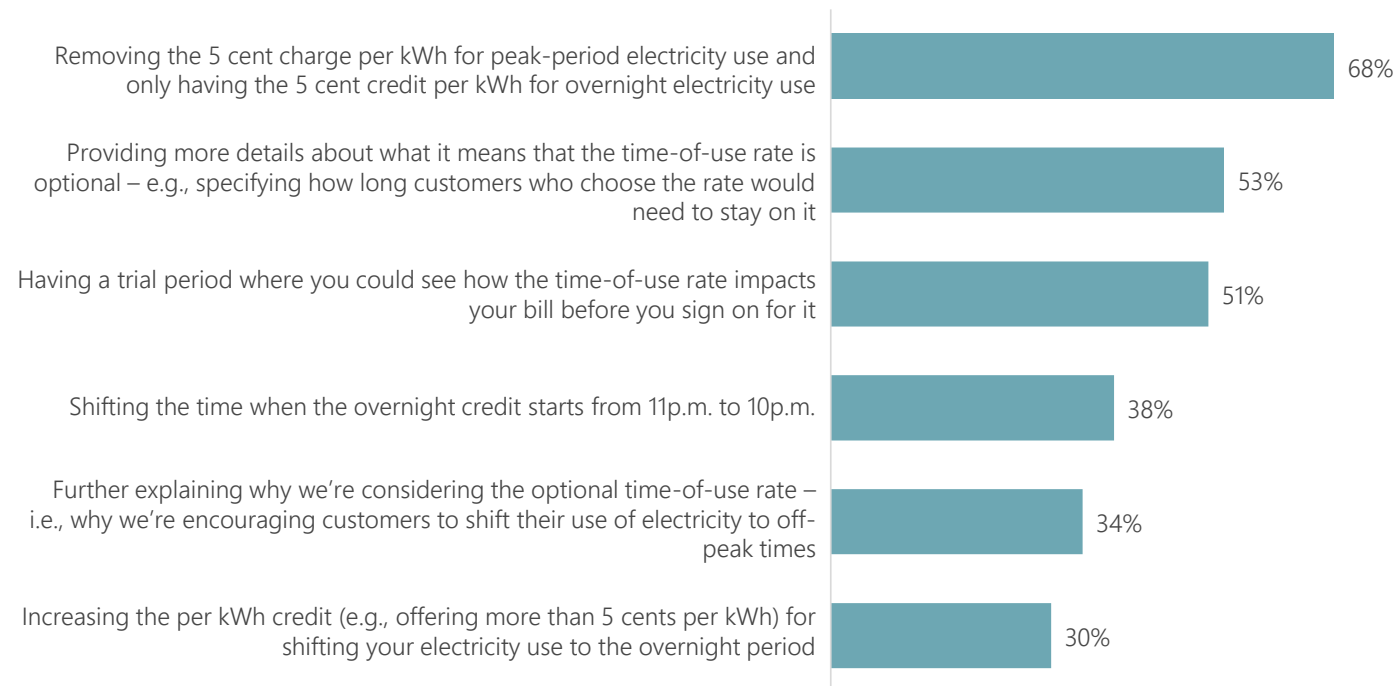 Removing the 5 cent charge per kWh for peak-period electricity use and
only having the 5 cent credit per kWh for overnight electricity use
68%
Providing more details about what it means that the time-of-use rate is
optional – e.g., specifying how long customers who choose the rate would
need to stay on it
53%
Having a trial period where you could see how the time-of-use rate impacts
your bill before you sign on for it
51%
Shifting the time when the overnight credit starts from 11p.m. to 10p.m.
38%
Further explaining why we’re considering the optional time-of-use rate –
i.e., why we’re encouraging customers to shift their use of electricity to off-
peak times
34%
Increasing the per kWh credit (e.g., offering more than 5 cents per kWh) for
shifting your electricity use to the overnight period
30%